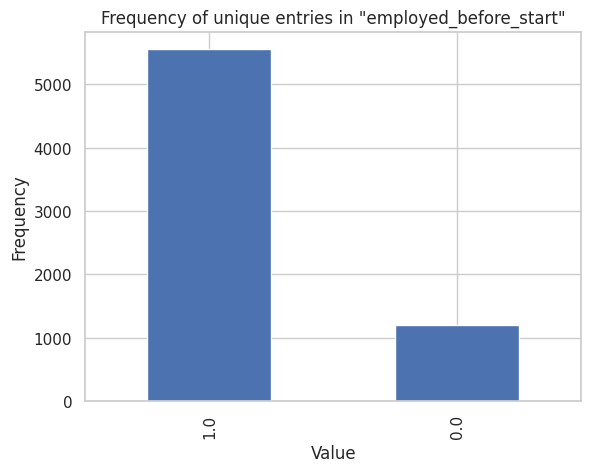 Frequency of unique entries in "employed_before_start"
5000
4000
3000
2000
1000
0
Frequency
1.0
0.0
Value